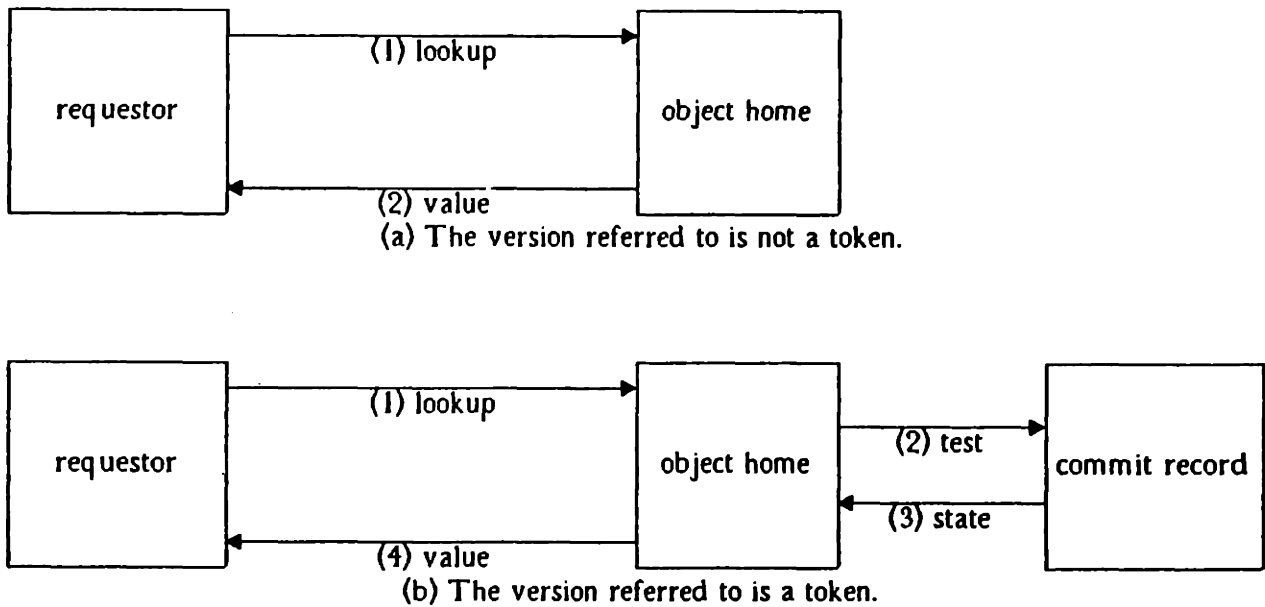 (1) lookup
requestor
object home
(2) value
(a) The version referred to is not a token.
(1) lookup
(2) test
requestor
object home
commit record
(3) state
(4) value
(b) The version referred to is a token.